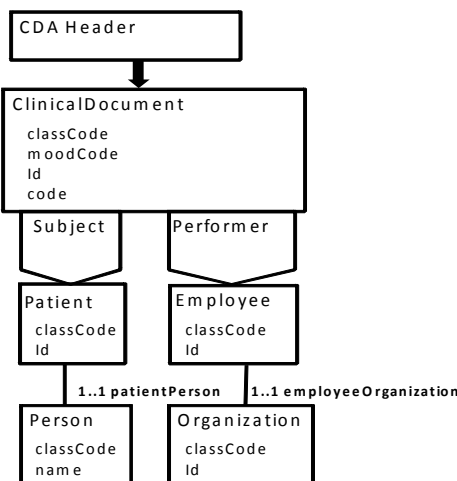 CDA Header
ClinicalDocument
classCode
moodCode
Id
code
Subject
Performer
Patient
classCode
Id
Employee
classCode
Id
1..1 patientPerson
1..1 employeeOrganization
Person
classCode
name
Organization
classCode
Id